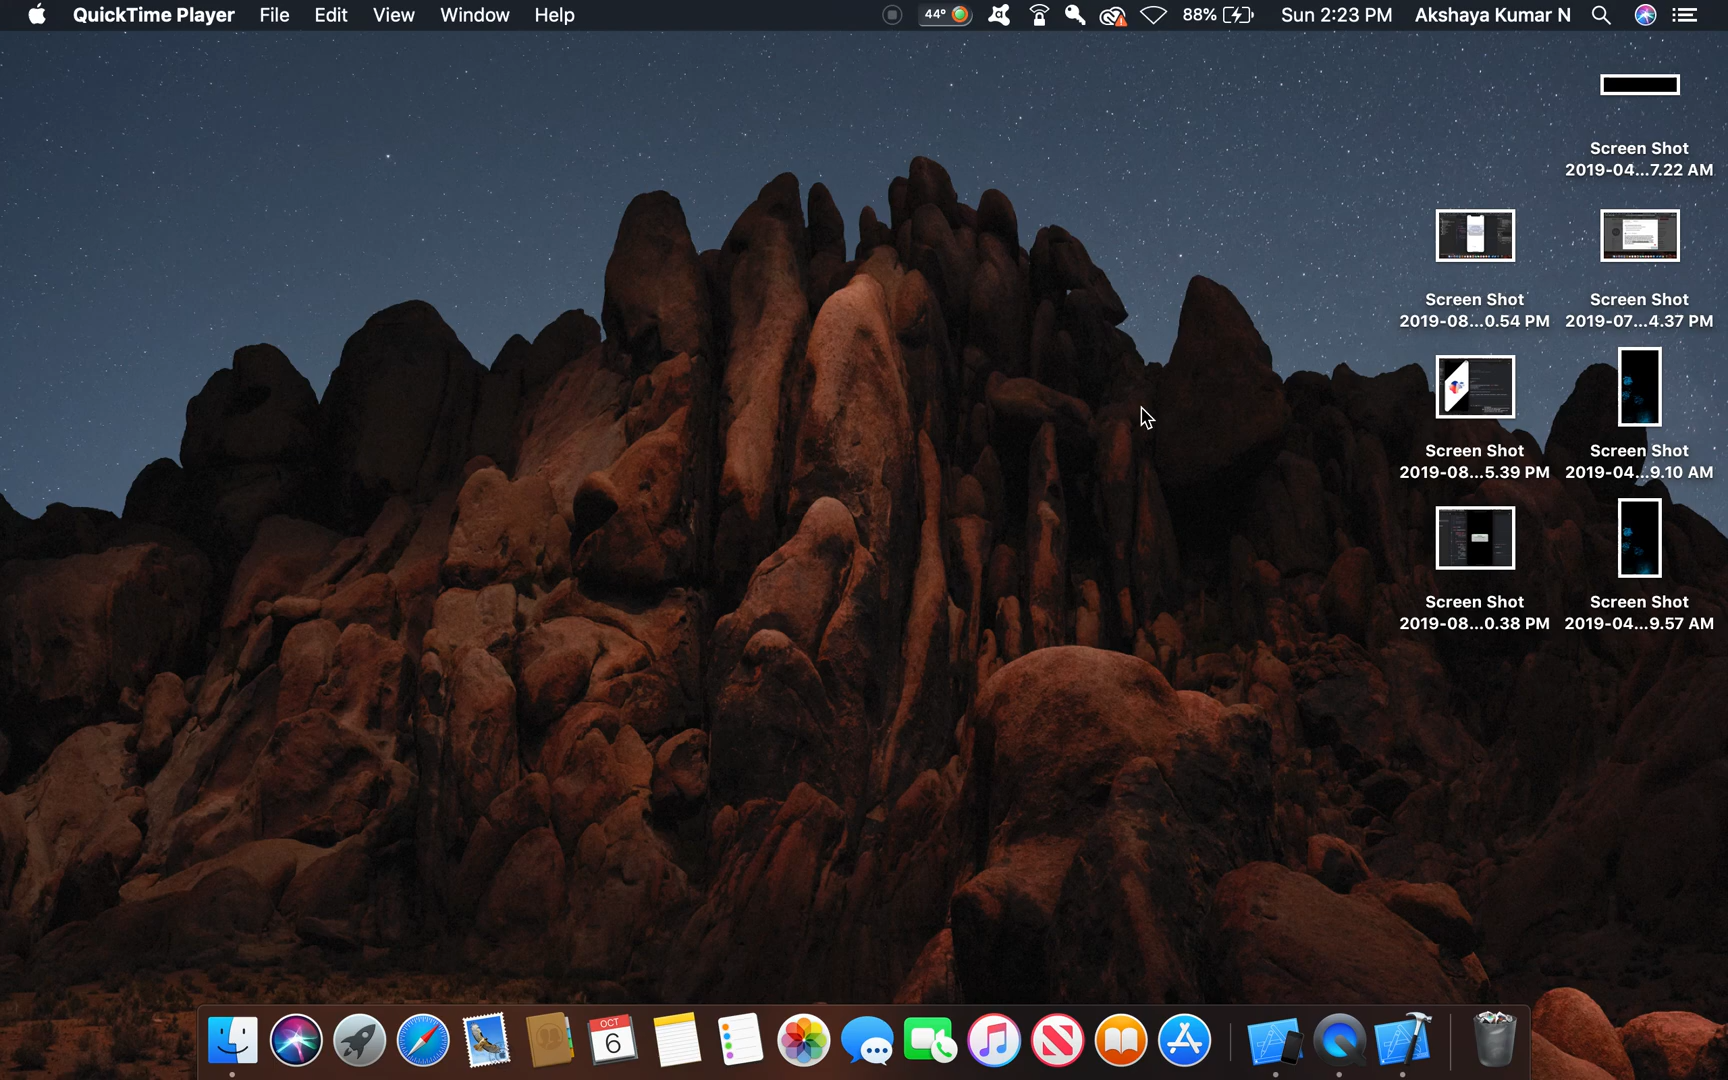 QuickTime Player File Edit View Window Help 44° 88% Sun 2:23 PM Akshaya Kumar N
Screen Shot
2019-04...7.22 AM
Screen Shot
2019-08...0.54 PM
Screen Shot
2019-07...4.37 PM
Screen Shot
2019-08...5.39 PM
Screen Shot
2019-04...9.10 AM
Screen Shot
2019-08...0.38 PM
Screen Shot
2019-04...9.57 AM
OCT
6